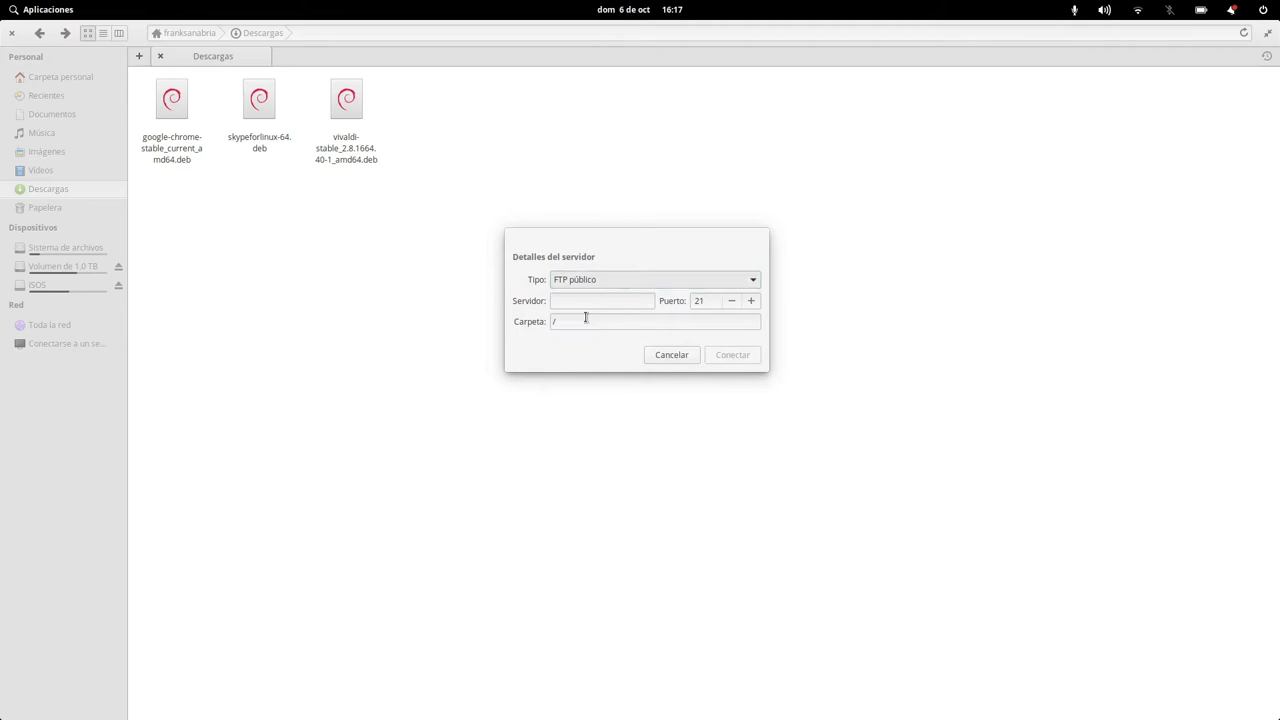 Aplicaciones
dom 6 de oct 16:17
franksanabria Descargas
Descargas
Personal
Carpeta personal
Recientes
Documentos
Música
Imágenes
Vídeos
Descargas
Papelera
Dispositivos
Sistema de archivos
Volumen de 1,0 TB
ISOS
Red
Toda la red
Conectarse a un se...
google-chrome-
stable_current_a
md64.deb
skypeforlinux-64.
deb
vivaldi-
stable_2.8.1664.
40-1_amd64.deb
Detalles del servidor
Tipo: FTP público
Servidor: Puerto: 21
Carpeta: /
Cancelar Conectar